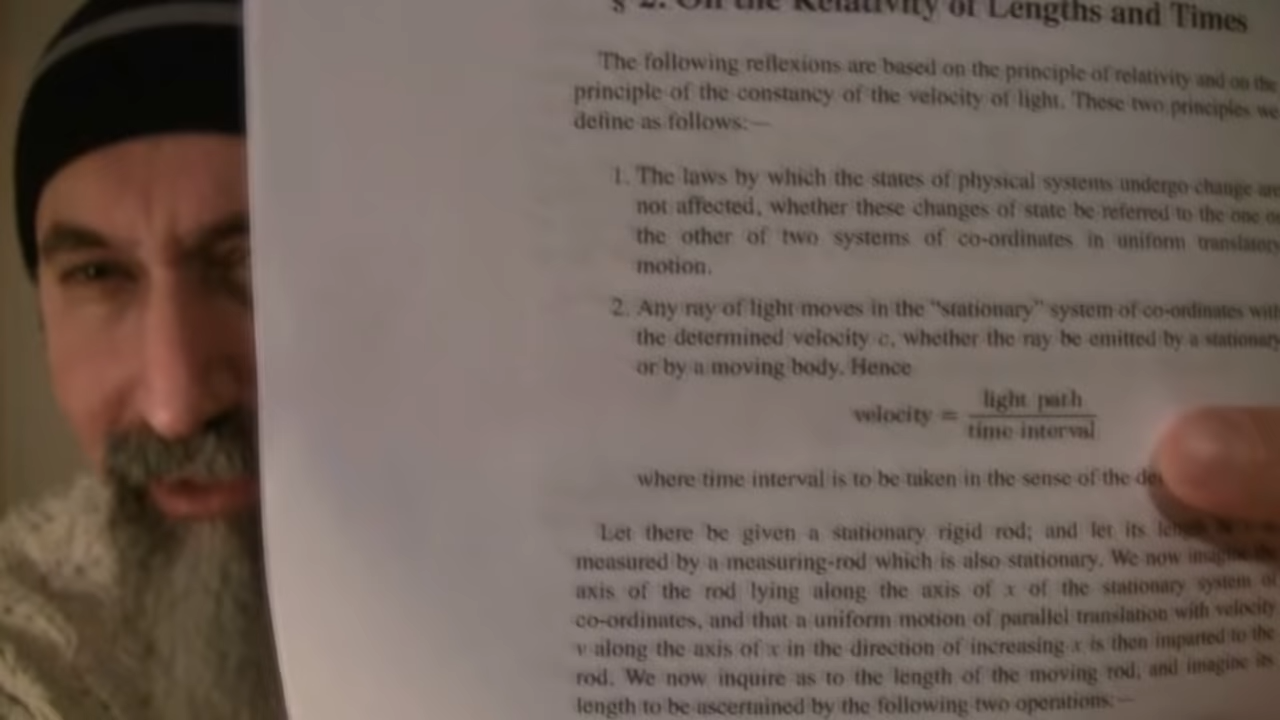 § 2. On the Relativity of Lengths and Times
The following reflexions are based on the principle of relativity and on the
principle of the constancy of the velocity of light. These two principles we
define as follows:—
1. The laws by which the states of physical systems undergo change are
not affected, whether these changes of state be referred to the one or
the other of two systems of co-ordinates in uniform translatory
motion.
2. Any ray of light moves in the "stationary" system of co-ordinates with
the determined velocity c, whether the ray be emitted by a stationary
or by a moving body. Hence
velocity = light path
time interval
where time interval is to be taken in the sense of the
Let there be given a stationary rigid rod; and let its
measured by a measuring-rod which is also stationary. We now imagine the
axis of the rod lying along the axis of x of the stationary system of
co-ordinates, and that a uniform motion of parallel translation with velocity
v along the axis of x in the direction of increasing x is then imparted to the
rod. We now inquire as to the length of the moving rod, and imagine its
length to be ascertained by the following two operations:—